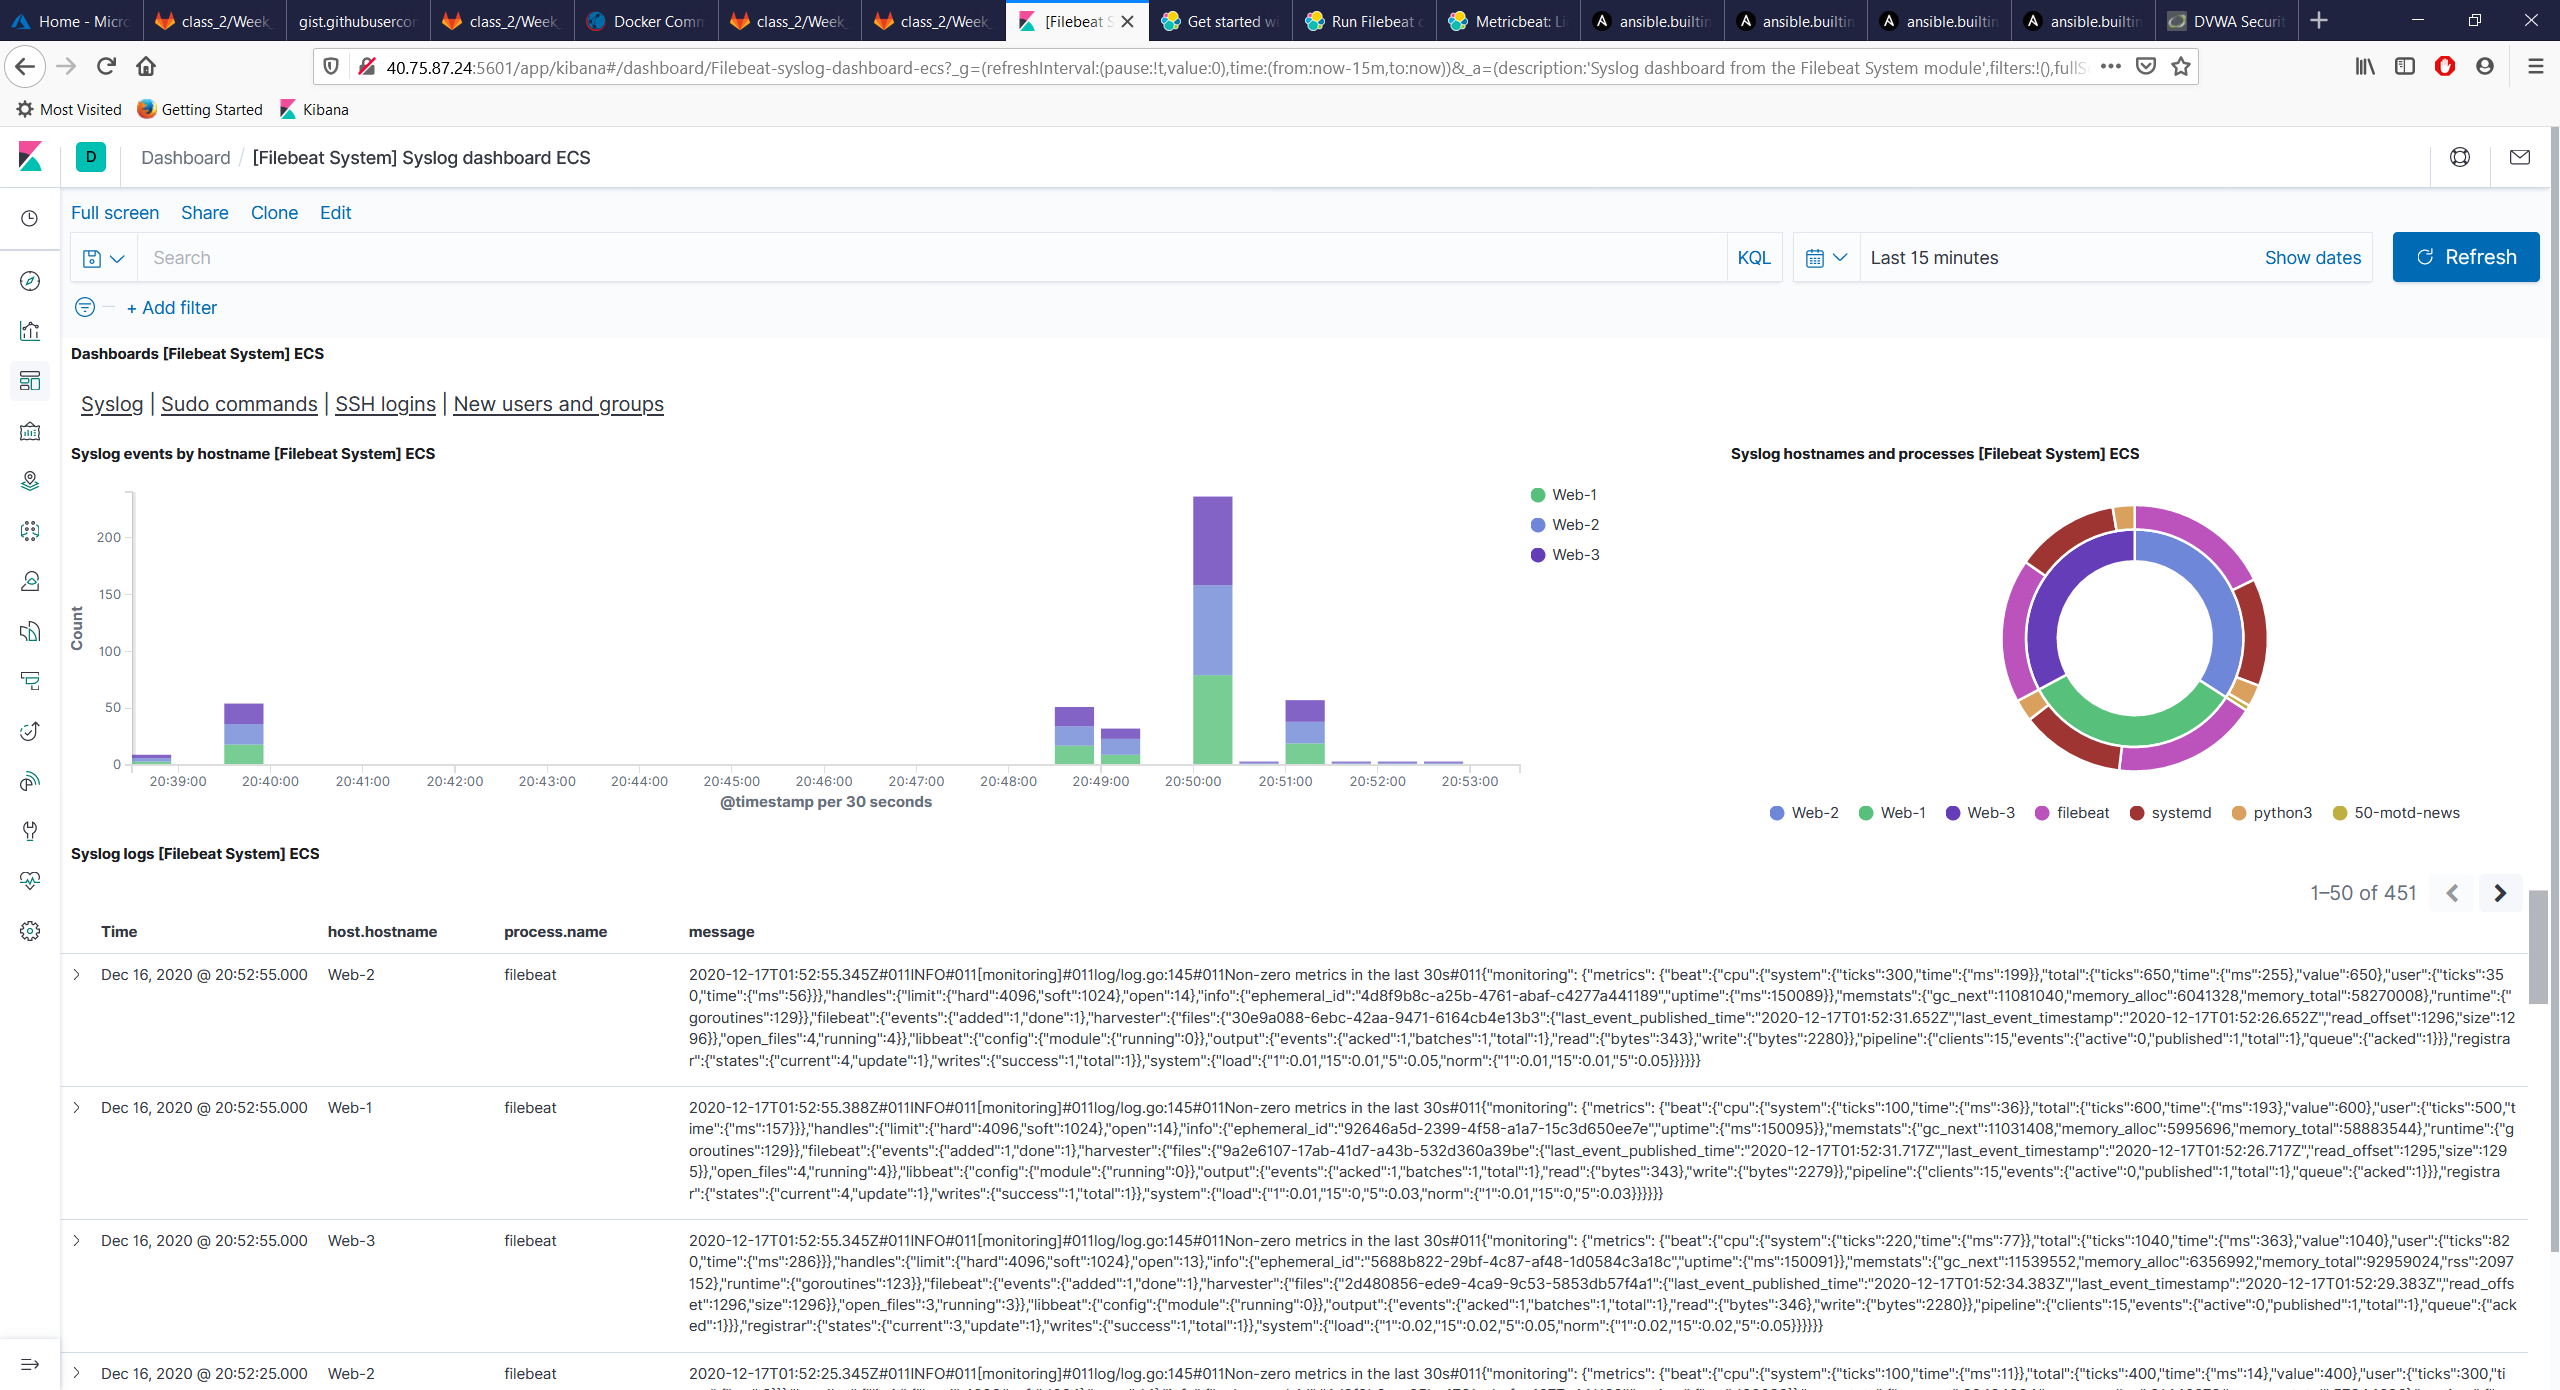 Home - Micro
class_2/Week_
gist.githubusercon
class_2/Week_
Docker Comm
class_2/Week_
class_2/Week_
[Filebeat S
Get started wi
Run Filebeat o
Metricbeat: Li
ansible.builtin
ansible.builtin
ansible.builtin
ansible.builtin
DVWA Securit
40.75.87.24:5601/app/kibana#/dashboard/Filebeat-syslog-dashboard-ecs?_g=(refreshInterval:(pause:!t,value:0),time:(from:now-15m,to:now))&_a=(description:'Syslog dashboard from the Filebeat System module',filters:!(),fullS
Most Visited
Getting Started
Kibana
D
Dashboard / [Filebeat System] Syslog dashboard ECS
Full screen Share Clone Edit
Search
KQL
Last 15 minutes
Show dates
Refresh
+ Add filter
Dashboards [Filebeat System] ECS
Syslog | Sudo commands | SSH logins | New users and groups
Syslog events by hostname [Filebeat System] ECS
Count
200
150
100
50
0
20:39:00 20:40:00 20:41:00 20:42:00 20:43:00 20:44:00 20:45:00 20:46:00 20:47:00 20:48:00 20:49:00 20:50:00 20:51:00 20:52:00 20:53:00
@timestamp per 30 seconds
Web-1
Web-2
Web-3
Syslog hostnames and processes [Filebeat System] ECS
Web-2 Web-1 Web-3 filebeat systemd python3 50-motd-news
Syslog logs [Filebeat System] ECS
1–50 of 451
Time host.hostname process.name message
Dec 16, 2020 @ 20:52:55.000 Web-2 filebeat
2020-12-17T01:52:55.345Z#011INFO#011[monitoring]#011log/log.go:145#011Non-zero metrics in the last 30s#011{"monitoring": {"metrics": {"beat":{"cpu":{"system":{"ticks":300,"time":{"ms":199}},"total":{"ticks":650,"time":{"ms":255},"value":650},"user":{"ticks":35
0,"time":{"ms":56}}},"handles":{"limit":{"hard":4096,"soft":1024},"open":14},"info":{"ephemeral_id":"4d8f9b8c-a25b-4761-abaf-c4277a441189","uptime":{"ms":150089}},"memstats":{"gc_next":11081040,"memory_alloc":6041328,"memory_total":58270008},"runtime":{"
goroutines":129}},"filebeat":{"events":{"added":1,"done":1},"harvester":{"files":{"30e9a088-6ebc-42aa-9471-6164cb4e13b3":{"last_event_published_time":"2020-12-17T01:52:31.652Z","last_event_timestamp":"2020-12-17T01:52:26.652Z","read_offset":1296,"size":12
96}},"open_files":4,"running":4}},"libbeat":{"config":{"module":{"running":0}},"output":{"events":{"acked":1,"batches":1,"total":1},"read":{"bytes":343},"write":{"bytes":2280}},"pipeline":{"clients":15,"events":{"active":0,"published":1,"total":1},"queue":{"acked":1}}},"registra
r":{"states":{"current":4,"update":1},"writes":{"success":1,"total":1}},"system":{"load":{"1":0.01,"15":0.01,"5":0.05,"norm":{"1":0.01,"15":0.01,"5":0.05}}}}}}
Dec 16, 2020 @ 20:52:55.000 Web-1 filebeat
2020-12-17T01:52:55.388Z#011INFO#011[monitoring]#011log/log.go:145#011Non-zero metrics in the last 30s#011{"monitoring": {"metrics": {"beat":{"cpu":{"system":{"ticks":100,"time":{"ms":36}},"total":{"ticks":600,"time":{"ms":193},"value":600},"user":{"ticks":500,"t
ime":{"ms":157}}},"handles":{"limit":{"hard":4096,"soft":1024},"open":14},"info":{"ephemeral_id":"92646a5d-2399-4f58-a1a7-15c3d650ee7e","uptime":{"ms":150095}},"memstats":{"gc_next":11031408,"memory_alloc":5995696,"memory_total":58883544},"runtime":{"g
oroutines":129}},"filebeat":{"events":{"added":1,"done":1},"harvester":{"files":{"9a2e6107-17ab-41d7-a43b-532d360a39be":{"last_event_published_time":"2020-12-17T01:52:31.717Z","last_event_timestamp":"2020-12-17T01:52:26.717Z","read_offset":1295,"size":129
5}},"open_files":4,"running":4}},"libbeat":{"config":{"module":{"running":0}},"output":{"events":{"acked":1,"batches":1,"total":1},"read":{"bytes":343},"write":{"bytes":2279}},"pipeline":{"clients":15,"events":{"active":0,"published":1,"total":1},"queue":{"acked":1}}},"registra
r":{"states":{"current":4,"update":1},"writes":{"success":1,"total":1}},"system":{"load":{"1":0.01,"15":0,"5":0.03,"norm":{"1":0.01,"15":0,"5":0.03}}}}}}
Dec 16, 2020 @ 20:52:55.000 Web-3 filebeat
2020-12-17T01:52:55.345Z#011INFO#011[monitoring]#011log/log.go:145#011Non-zero metrics in the last 30s#011{"monitoring": {"metrics": {"beat":{"cpu":{"system":{"ticks":220,"time":{"ms":77}},"total":{"ticks":1040,"time":{"ms":363},"value":1040},"user":{"ticks":82
0,"time":{"ms":286}}},"handles":{"limit":{"hard":4096,"soft":1024},"open":13},"info":{"ephemeral_id":"5688b822-29bf-4c87-af48-1d0584c3a18c","uptime":{"ms":150091}},"memstats":{"gc_next":11539552,"memory_alloc":6356992,"memory_total":92959024,"rss":2097
152},"runtime":{"goroutines":123}},"filebeat":{"events":{"added":1,"done":1},"harvester":{"files":{"2d480856-ede9-4ca9-9c53-5853db57f4a1":{"last_event_published_time":"2020-12-17T01:52:34.383Z","last_event_timestamp":"2020-12-17T01:52:29.383Z","read_off
set":1296,"size":1296}},"open_files":3,"running":3}},"libbeat":{"config":{"module":{"running":0}},"output":{"events":{"acked":1,"batches":1,"total":1},"read":{"bytes":346},"write":{"bytes":2280}},"pipeline":{"clients":15,"events":{"active":0,"published":1,"total":1},"queue":{"ack
ed":1}}},"registrar":{"states":{"current":3,"update":1},"writes":{"success":1,"total":1}},"system":{"load":{"1":0.02,"15":0.02,"5":0.05,"norm":{"1":0.02,"15":0.02,"5":0.05}}}}}}
Dec 16, 2020 @ 20:52:25.000 Web-2 filebeat
2020-12-17T01:52:25.345Z#011INFO#011[monitoring]#011log/log.go:145#011Non-zero metrics in the last 30s#011{"monitoring": {"metrics": {"beat":{"cpu":{"system":{"ticks":100,"time":{"ms":11}},"total":{"ticks":400,"time":{"ms":14},"value":400},"user":{"ticks":300,"ti